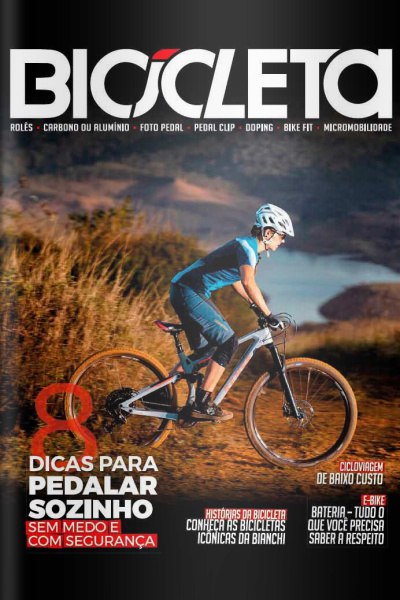 BICICLETA
ROLÊS • CARBONO OU ALUMÍNIO • FOTO PEDAL • PEDAL CLIP • DOPING • BIKE FIT • MICROMOBILIDADE
8
DICAS PARA
PEDALAR
SOZINHO
SEM MEDO E
COM SEGURANÇA
HISTÓRIAS DA BICICLETA
CONHEÇA AS BICICLETAS
ICÔNICAS DA BIANCHI
CICLOVIAGEM
DE BAIXO CUSTO
E-BIKE
BATERIA – TUDO O
QUE VOCÊ PRECISA
SABER A RESPEITO